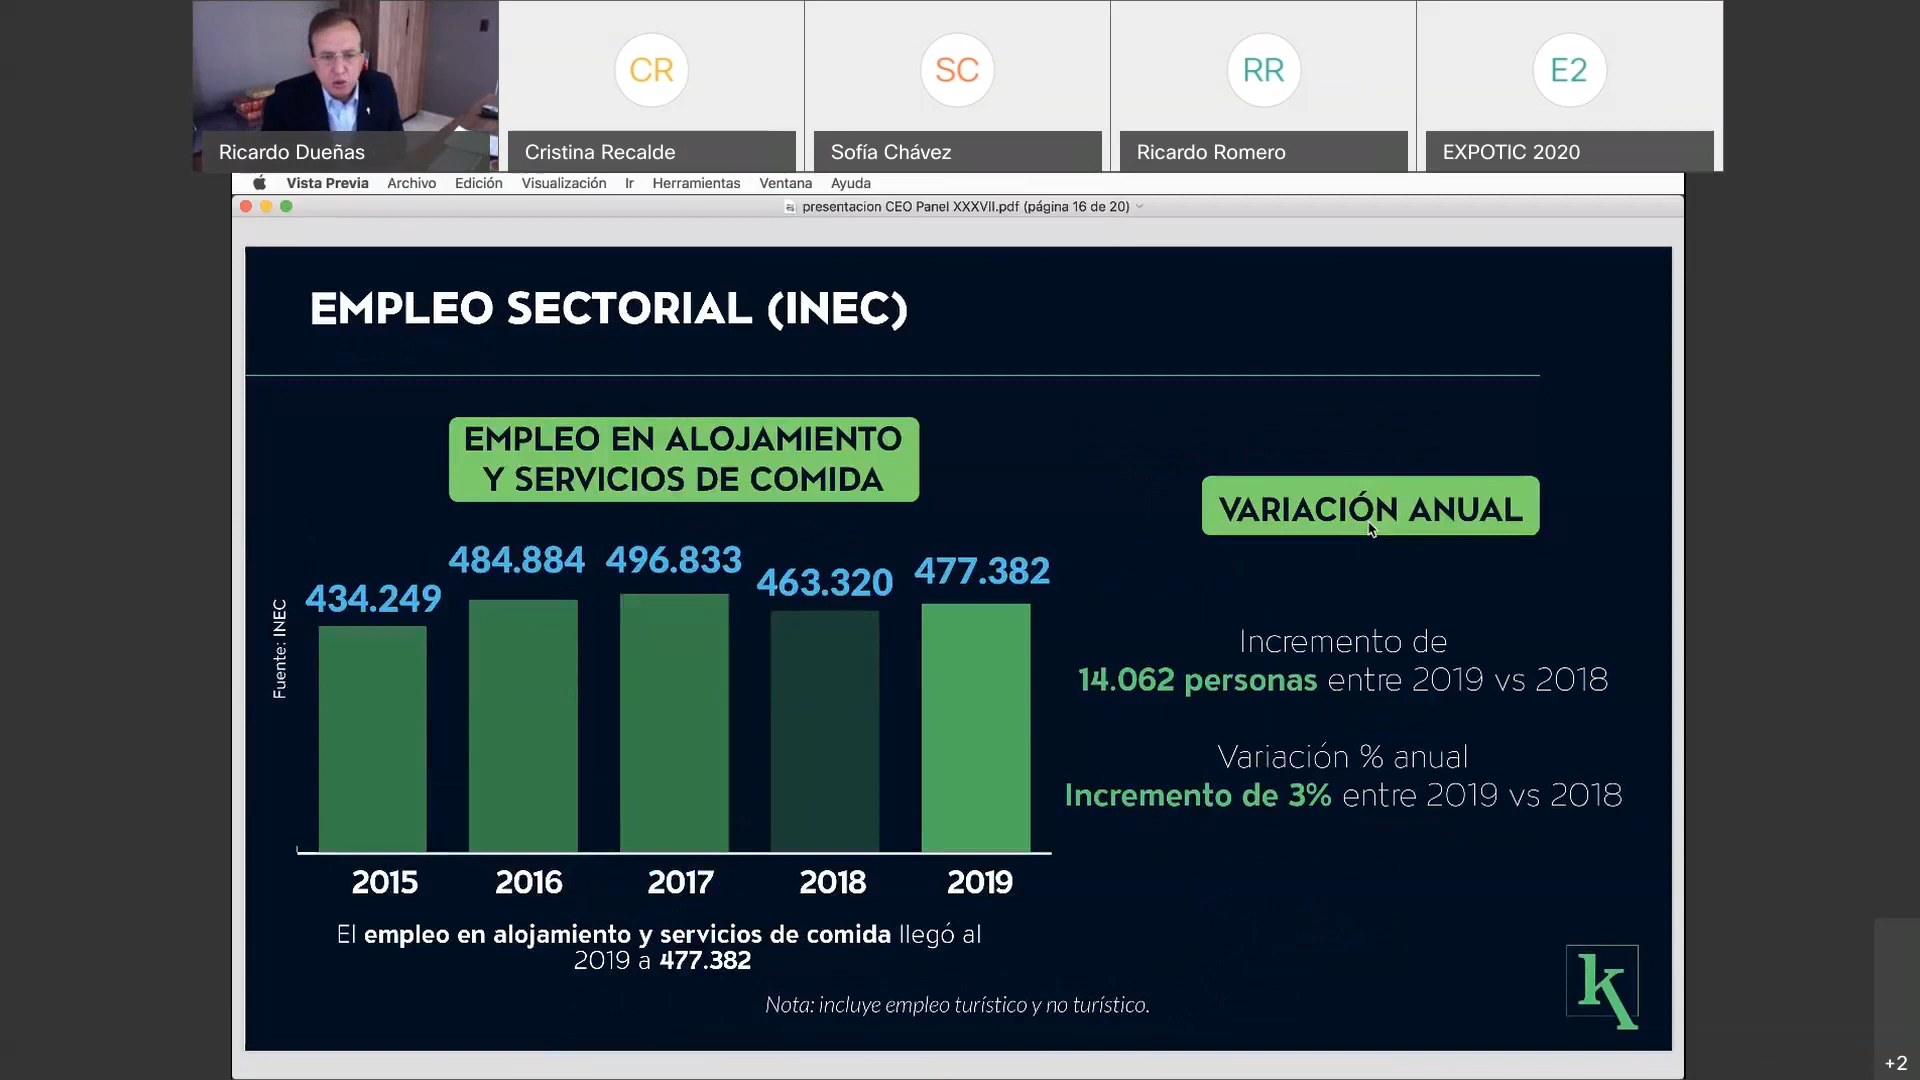 CR
SC
RR
E2
Ricardo Dueñas
Cristina Recalde
Sofía Chávez
Ricardo Romero
EXPOTIC 2020
Vista Previa Archivo Edición Visualización Ir Herramientas Ventana Ayuda
presentacion CEO Panel XXXVII.pdf (página 16 de 20)
EMPLEO SECTORIAL (INEC)
EMPLEO EN ALOJAMIENTO
Y SERVICIOS DE COMIDA
434.249
484.884
496.833
463.320
477.382
Fuente: INEC
2015
2016
2017
2018
2019
El empleo en alojamiento y servicios de comida llegó al
2019 a 477.382
VARIACIÓN ANUAL
Incremento de
14.062 personas entre 2019 vs 2018
Variación % anual
Incremento de 3% entre 2019 vs 2018
Nota: incluye empleo turístico y no turístico.
k
+2